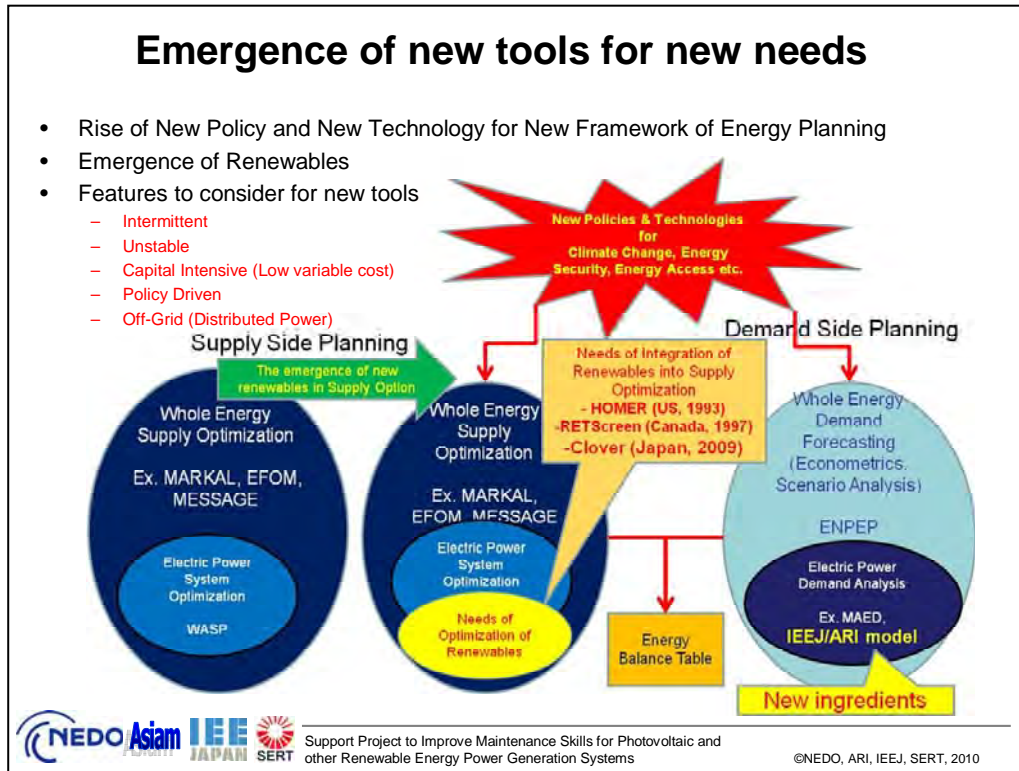 Emergence of new tools for new needs
• Rise of New Policy and New Technology for New Framework of Energy Planning
• Emergence of Renewables
• Features to consider for new tools
– Intermittent
– Unstable
– Capital Intensive (Low variable cost)
– Policy Driven
– Off-Grid (Distributed Power)
New Policies & Technologies
for
Climate Change, Energy
Security, Energy Access etc.
Supply Side Planning
Demand Side Planning
The emergence of new
renewables in Supply Option
Needs of Integration of
Renewables into Supply
Optimization
- HOMER (US, 1993)
-RETScreen (Canada, 1997)
-Clover (Japan, 2009)
Whole Energy
Supply Optimization
Ex. MARKAL, EFOM,
MESSAGE
Electric Power
System
Optimization
WASP
Whole Energy
Supply
Optimization
Ex. MARKAL,
EFOM, MESSAGE
Electric Power
System
Optimization
Needs of
Optimization of
Renewables
Energy
Balance Table
Whole Energy
Demand
Forecasting
(Econometrics,
Scenario Analysis)
ENPEP
Electric Power
Demand Analysis
Ex. MAED,
IEEJ/ARI model
New ingredients
NEDO
Asiam
IEE
JAPAN
SERT
Support Project to Improve Maintenance Skills for Photovoltaic and
other Renewable Energy Power Generation Systems
©NEDO, ARI, IEEJ, SERT, 2010